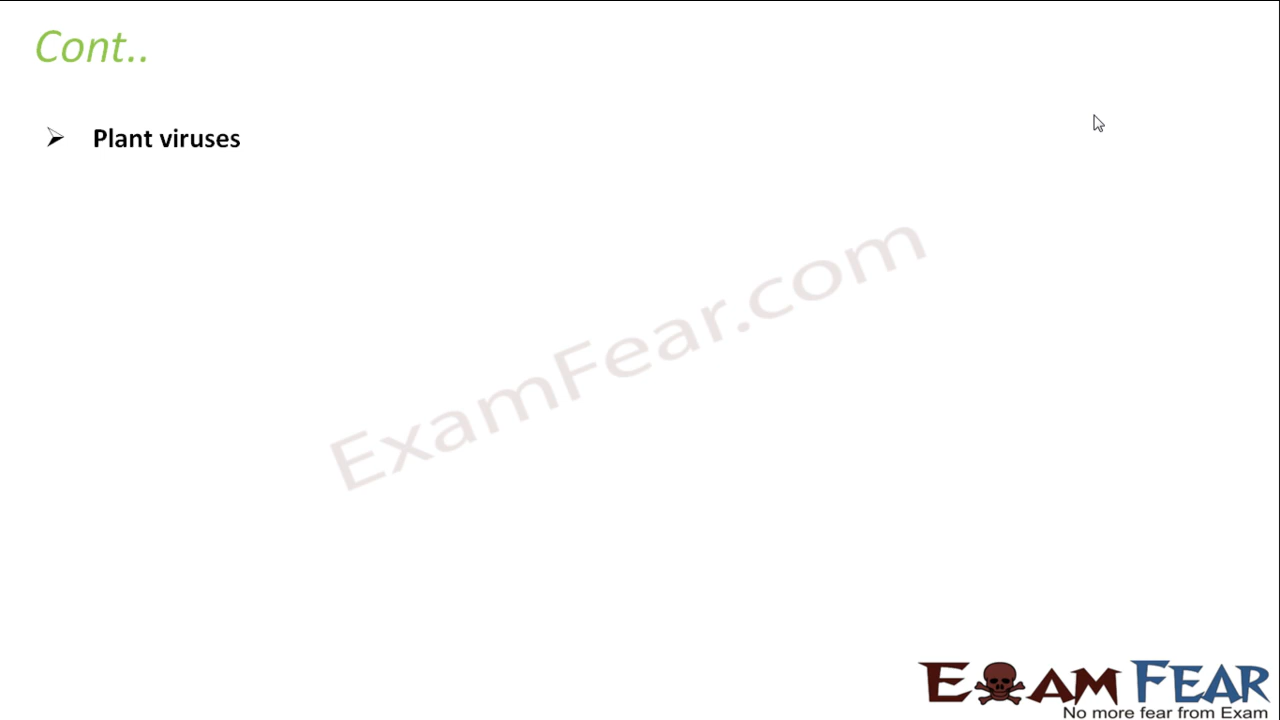 Cont..
➢ Plant viruses
ExamFear.com
EXAM FEAR
No more fear from Exam